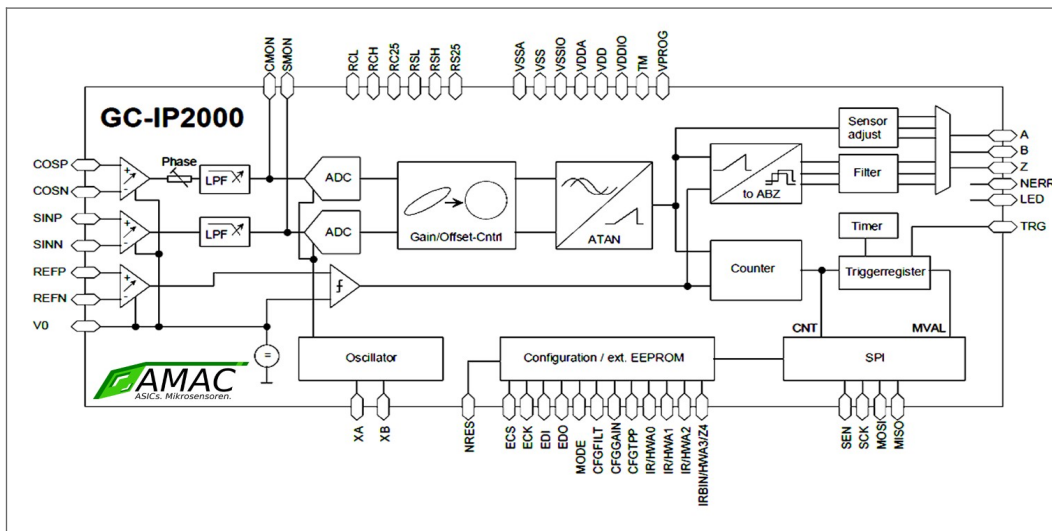 CMON
SMON
RCL
RCH
RC25
RSL
RSH
RS25
VSSA
VSS
VSSIO
VDDA
VDD
VDDIO
TM
VPROG
GC-IP2000
COSP
COSN
SINP
SINN
REFP
REFN
V0
Phase
LPF
LPF
ADC
ADC
Gain/Offset-Cntrl
ATAN
to ABZ
Sensor
adjust
Filter
A
B
Z
NERR
LED
TRG
Timer
Counter
Triggerregister
CNT
MVAL
Oscillator
Configuration / ext. EEPROM
SPI
AMAC
ASICs. Mikrosensoren.
XA
XB
NRES
ECS
ECK
EDI
EDO
MODE
CFGFILT
CFGGAIN
CFGTPP
IR/HWA0
IR/HWA1
IR/HWA2
IRBIN/HWA3/Z4
SEN
SCK
MOSI
MISO